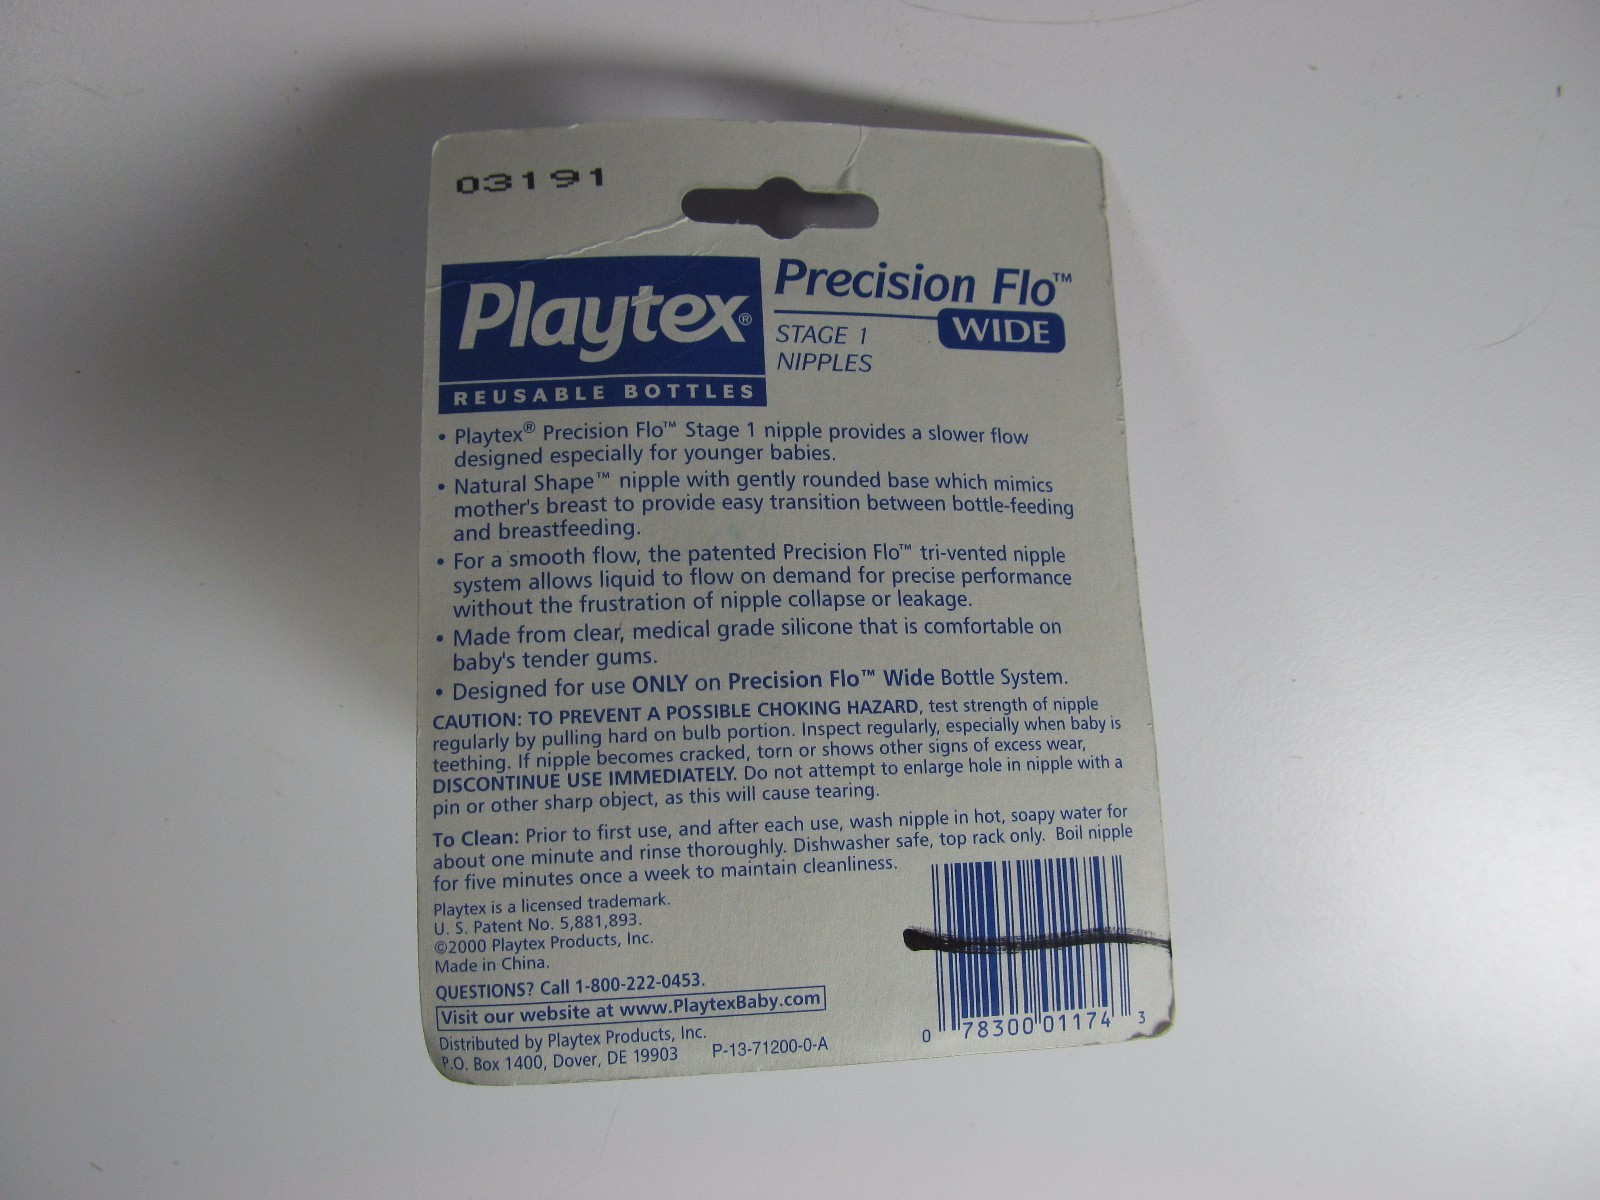 03191
Playtex®
REUSABLE BOTTLES
Precision Flo™
WIDE
STAGE 1
NIPPLES
• Playtex® Precision Flo™ Stage 1 nipple provides a slower flow
designed especially for younger babies.
• Natural Shape™ nipple with gently rounded base which mimics
mother's breast to provide easy transition between bottle-feeding
and breastfeeding.
• For a smooth flow, the patented Precision Flo™ tri-vented nipple
system allows liquid to flow on demand for precise performance
without the frustration of nipple collapse or leakage.
• Made from clear, medical grade silicone that is comfortable on
baby's tender gums.
• Designed for use ONLY on Precision Flo™ Wide Bottle System.
CAUTION: TO PREVENT A POSSIBLE CHOKING HAZARD, test strength of nipple
regularly by pulling hard on bulb portion. Inspect regularly, especially when baby is
teething. If nipple becomes cracked, torn or shows other signs of excess wear,
DISCONTINUE USE IMMEDIATELY. Do not attempt to enlarge hole in nipple with a
pin or other sharp object, as this will cause tearing.
To Clean: Prior to first use, and after each use, wash nipple in hot, soapy water for
about one minute and rinse thoroughly. Dishwasher safe, top rack only. Boil nipple
for five minutes once a week to maintain cleanliness.
Playtex is a licensed trademark.
U. S. Patent No. 5,881,893.
©2000 Playtex Products, Inc.
Made in China.
QUESTIONS? Call 1-800-222-0453.
Visit our website at www.PlaytexBaby.com
Distributed by Playtex Products, Inc.
P.O. Box 1400, Dover, DE 19903 P-13-71200-0-A
0 78300 01174 3